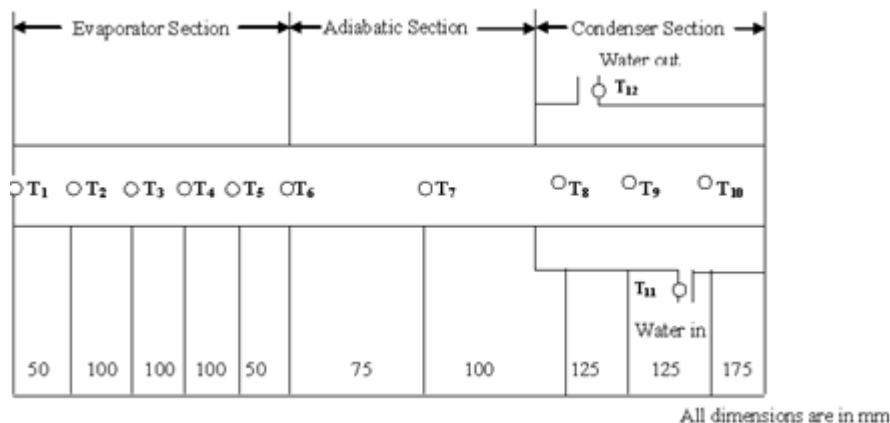 Evaporator Section Adiabatic Section Condenser Section
Water out
T12
T1 T2 T3 T4 T5 T6 T7 T8 T9 T10
T11
Water in
50 100 100 100 50 75 100 125 125 175
All dimensions are in mm